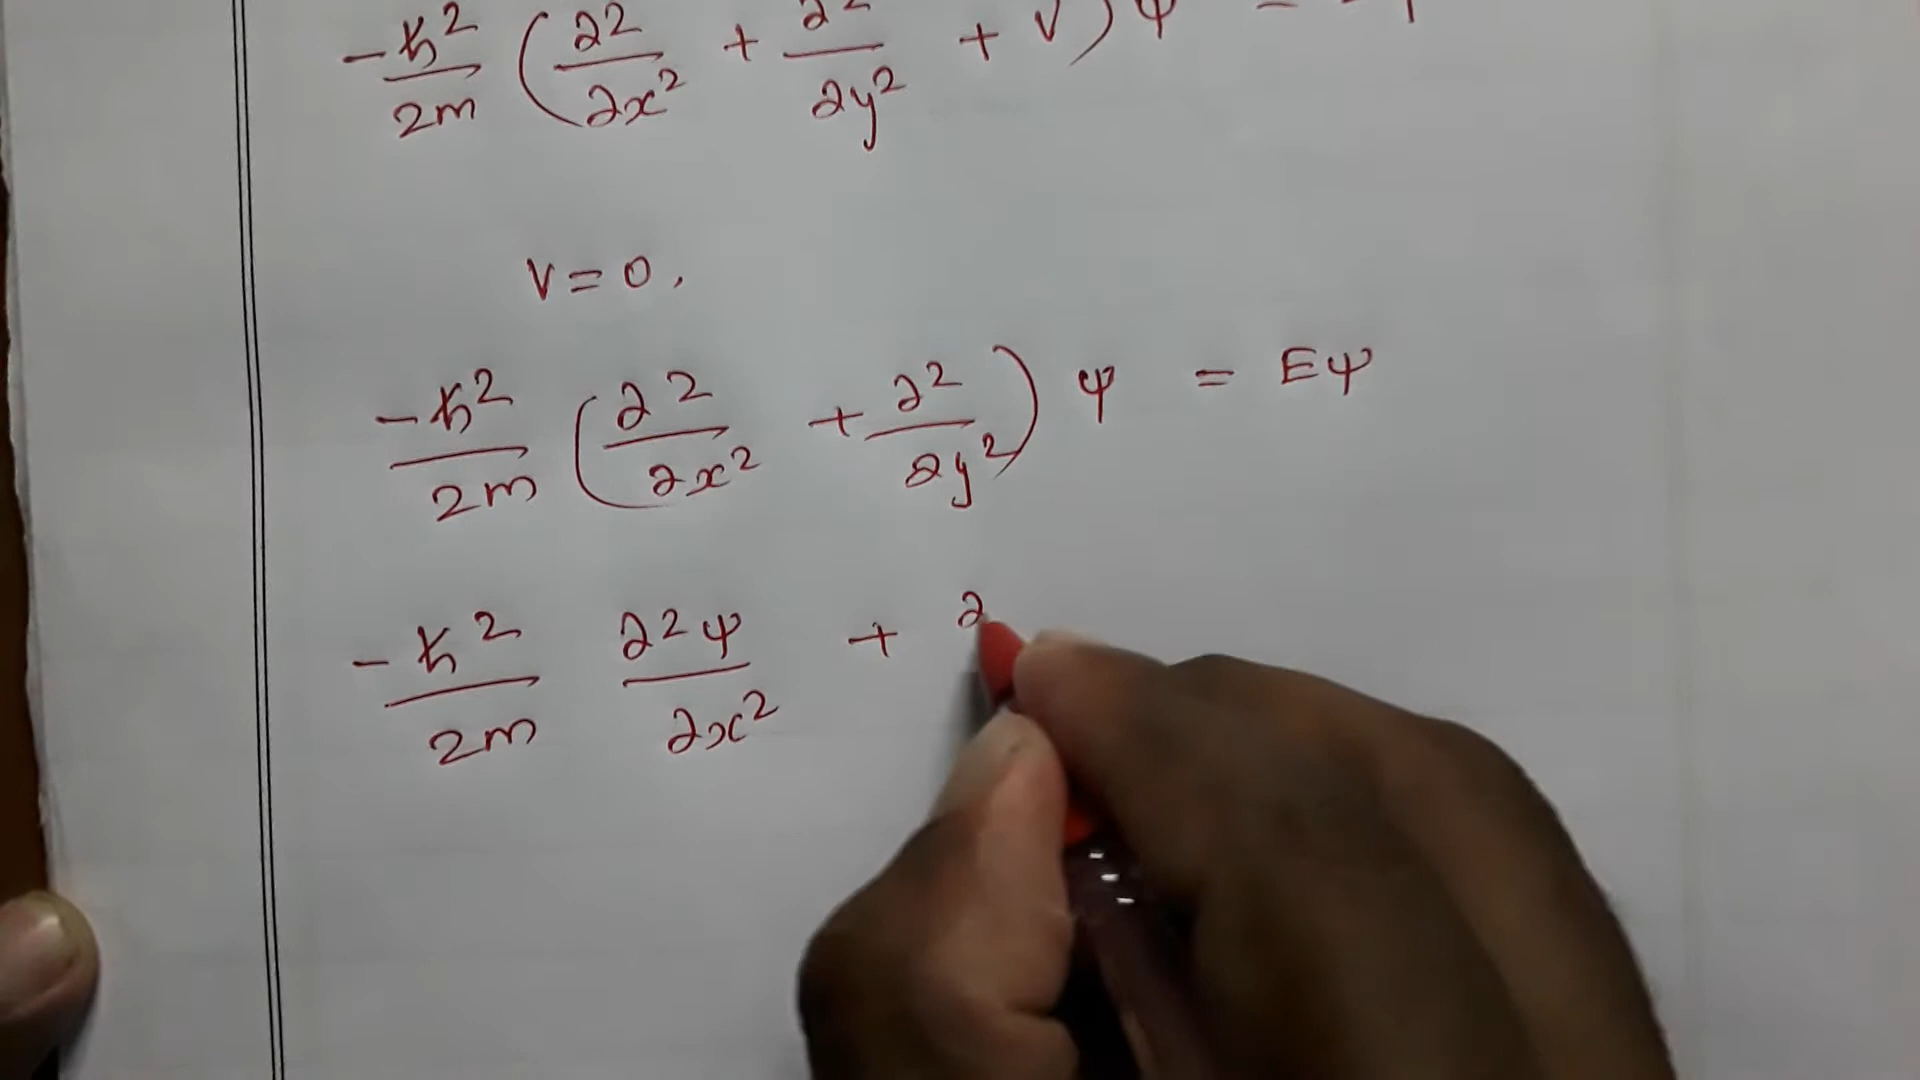 -ħ²/2m (∂²/∂x² + ∂²/∂y² + V) ψ =
V = 0,
-ħ²/2m (∂²/∂x² + ∂²/∂y²) ψ = Eψ
-ħ²/2m ∂²ψ/∂x² + ∂